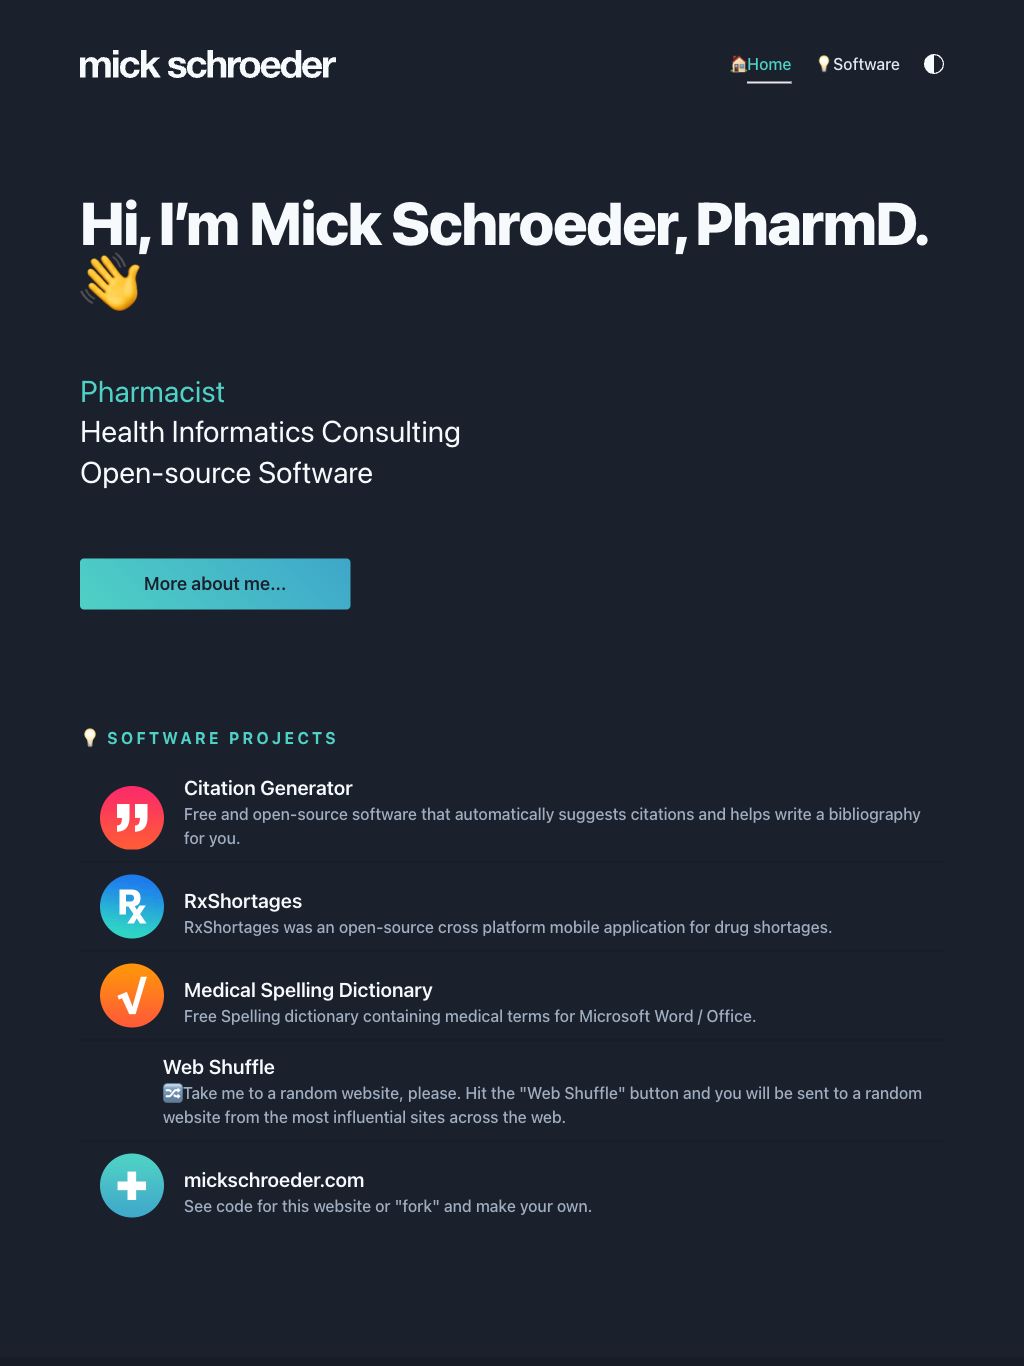 mick schroeder
🏠Home 💡Software
Hi, I’m Mick Schroeder, PharmD.
👋
Pharmacist
Health Informatics Consulting
Open-source Software
More about me...
💡 SOFTWARE PROJECTS
Citation Generator
Free and open-source software that automatically suggests citations and helps write a bibliography
for you.
Rx
RxShortages
RxShortages was an open-source cross platform mobile application for drug shortages.
Medical Spelling Dictionary
Free Spelling dictionary containing medical terms for Microsoft Word / Office.
Web Shuffle
🔀Take me to a random website, please. Hit the "Web Shuffle" button and you will be sent to a random
website from the most influential sites across the web.
mickschroeder.com
See code for this website or "fork" and make your own.